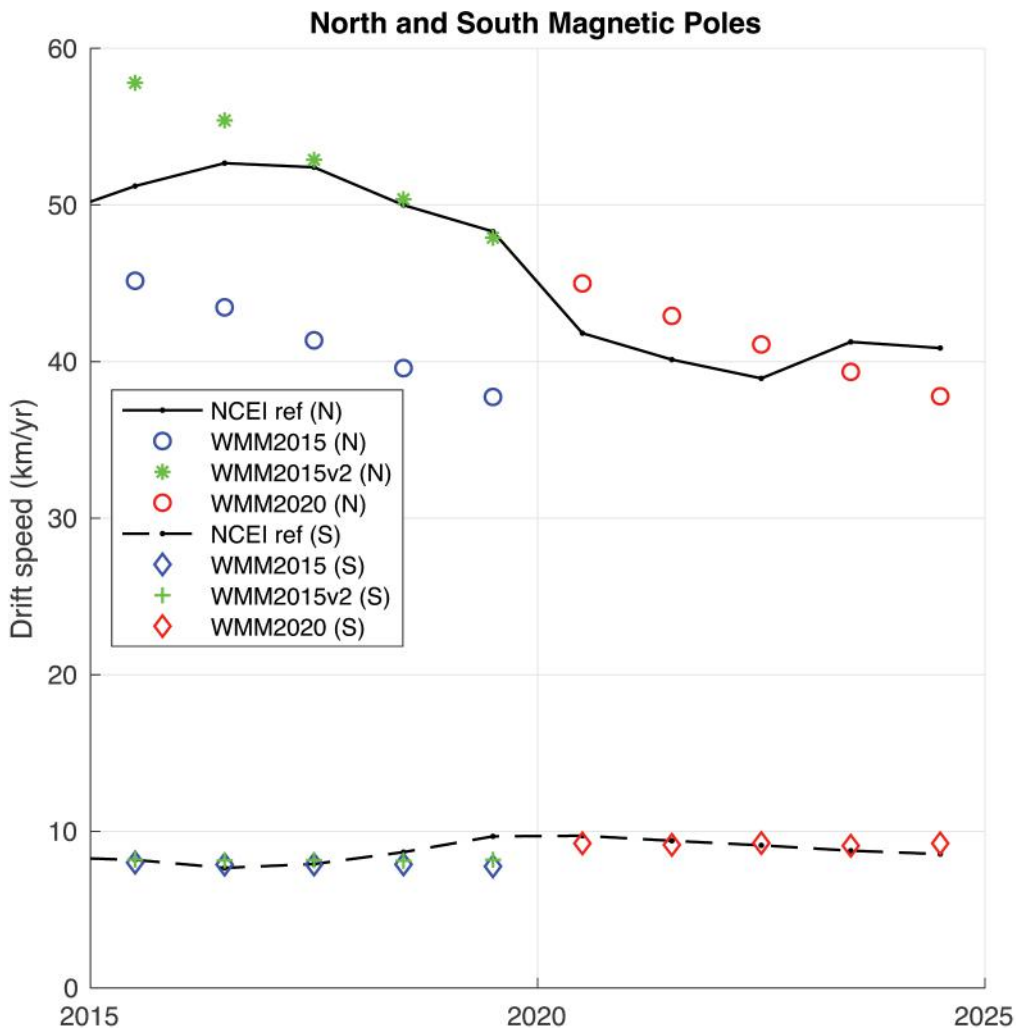 North and South Magnetic Poles
60
50
40
30
20
10
0
Drift speed (km/yr)
NCEI ref (N)
WMM2015 (N)
WMM2015v2 (N)
WMM2020 (N)
NCEI ref (S)
WMM2015 (S)
WMM2015v2 (S)
WMM2020 (S)
2015 2020 2025